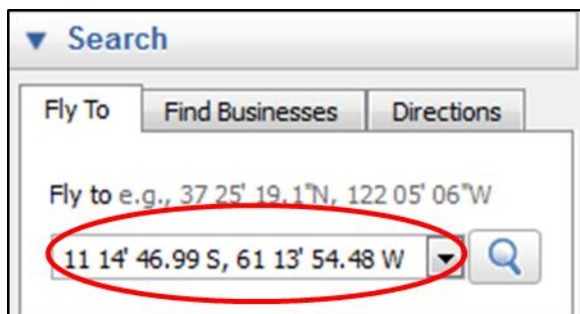 Search
Fly To Find Businesses Directions
Fly to e.g., 37 25' 19.1"N, 122 05' 06"W
11 14' 46.99 S, 61 13' 54.48 W